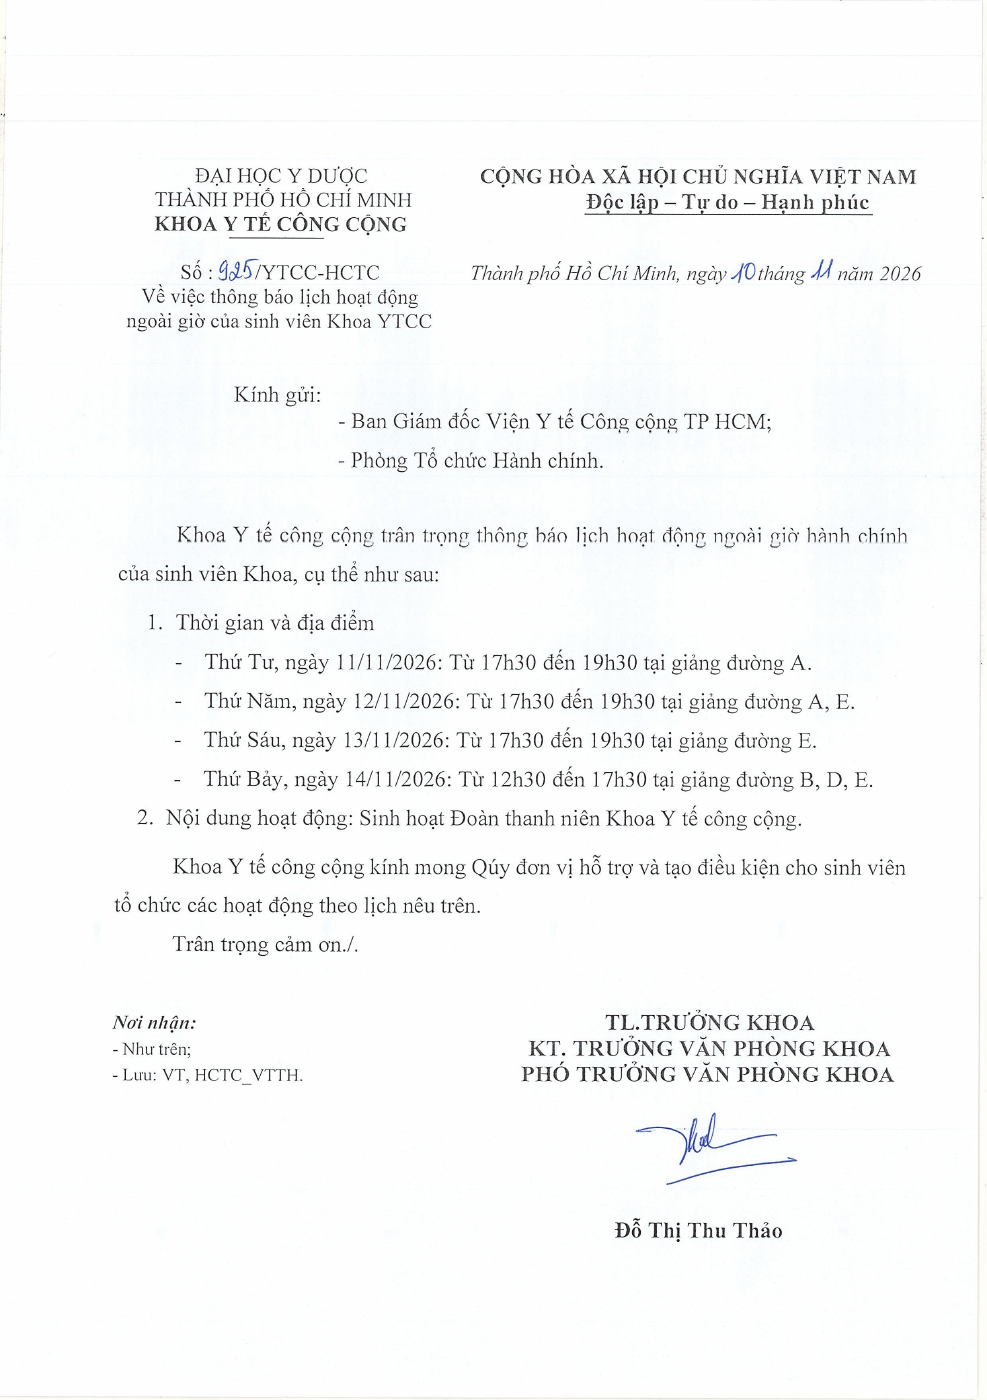 ĐẠI HỌC Y DƯỢC
THÀNH PHỐ HỒ CHÍ MINH
KHOA Y TẾ CÔNG CỘNG
CỘNG HÒA XÃ HỘI CHỦ NGHĨA VIỆT NAM
Độc lập – Tự do – Hạnh phúc
Số : 925/YTCC-HCTC
Về việc thông báo lịch hoạt động
ngoài giờ của sinh viên Khoa YTCC
Thành phố Hồ Chí Minh, ngày 10 tháng 11 năm 2026
Kính gửi:
- Ban Giám đốc Viện Y tế Công cộng TP HCM;
- Phòng Tổ chức Hành chính.
Khoa Y tế công cộng trân trọng thông báo lịch hoạt động ngoài giờ hành chính
của sinh viên Khoa, cụ thể như sau:
1. Thời gian và địa điểm
- Thứ Tư, ngày 11/11/2026: Từ 17h30 đến 19h30 tại giảng đường A.
- Thứ Năm, ngày 12/11/2026: Từ 17h30 đến 19h30 tại giảng đường A, E.
- Thứ Sáu, ngày 13/11/2026: Từ 17h30 đến 19h30 tại giảng đường E.
- Thứ Bảy, ngày 14/11/2026: Từ 12h30 đến 17h30 tại giảng đường B, D, E.
2. Nội dung hoạt động: Sinh hoạt Đoàn thanh niên Khoa Y tế công cộng.
Khoa Y tế công cộng kính mong Qúy đơn vị hỗ trợ và tạo điều kiện cho sinh viên
tổ chức các hoạt động theo lịch nêu trên.
Trân trọng cảm ơn./.
Nơi nhận:
- Như trên;
- Lưu: VT, HCTC_VTTH.
TL.TRƯỞNG KHOA
KT. TRƯỞNG VĂN PHÒNG KHOA
PHÓ TRƯỞNG VĂN PHÒNG KHOA
Đỗ Thị Thu Thảo